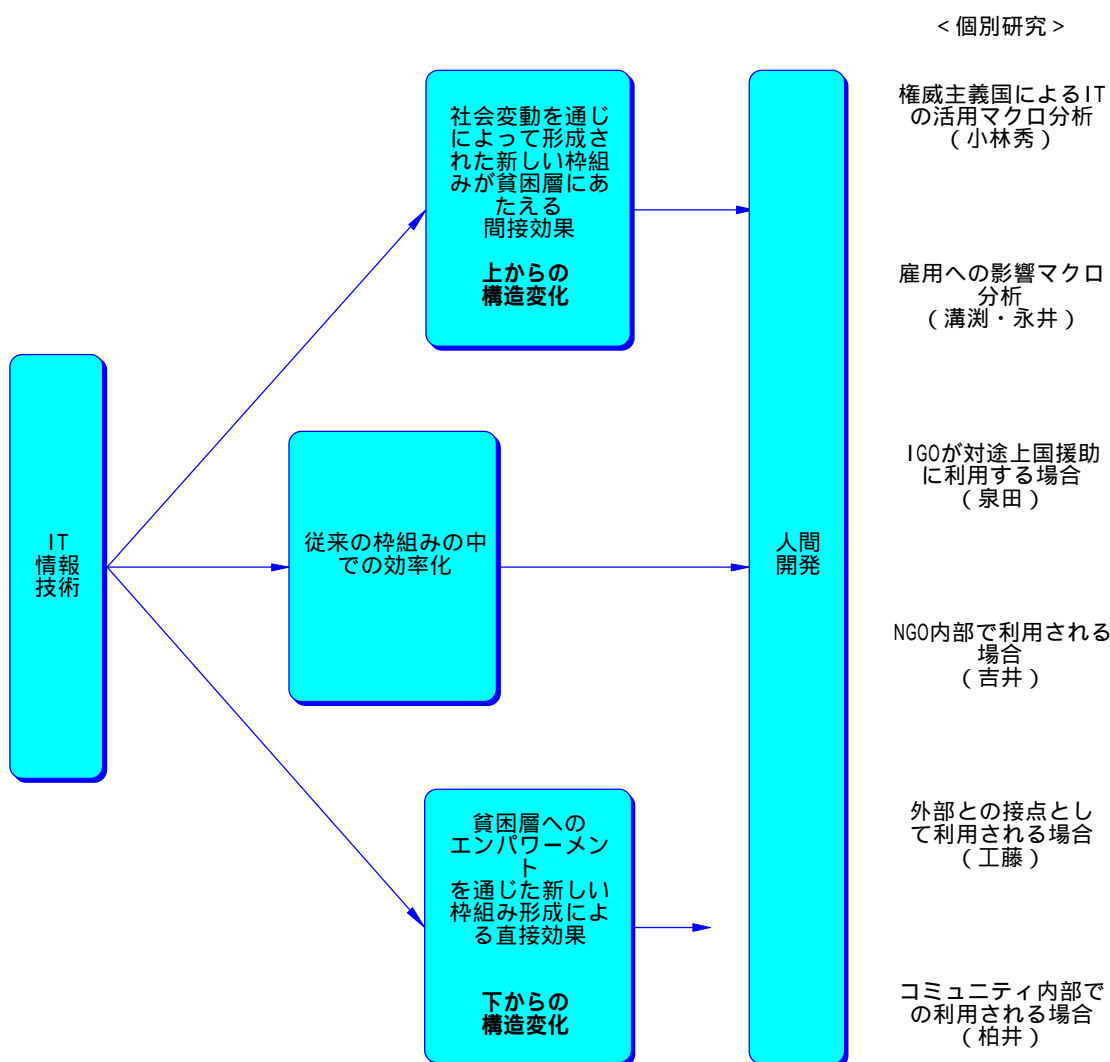 <個別研究>
社会変動を通じ
によって形成さ
れた新しい枠組
みが貧困層にあ
たえる
間接効果
上からの
構造変化
権威主義国によるIT
の活用マクロ分析
(小林秀)
雇用への影響マクロ
分析
(溝渕・永井)
IT
情報
技術
従来の枠組みの中
での効率化
人間
開発
IGOが対途上国援助
に利用する場合
(泉田)
NGO内部で利用される
場合
(吉井)
貧困層への
エンパワーメン
ト
を通じた新しい
枠組み形成によ
る直接効果
下からの
構造変化
外部との接点とし
て利用される場合
(工藤)
コミュニティ内部で
の利用される場合
(柏井)